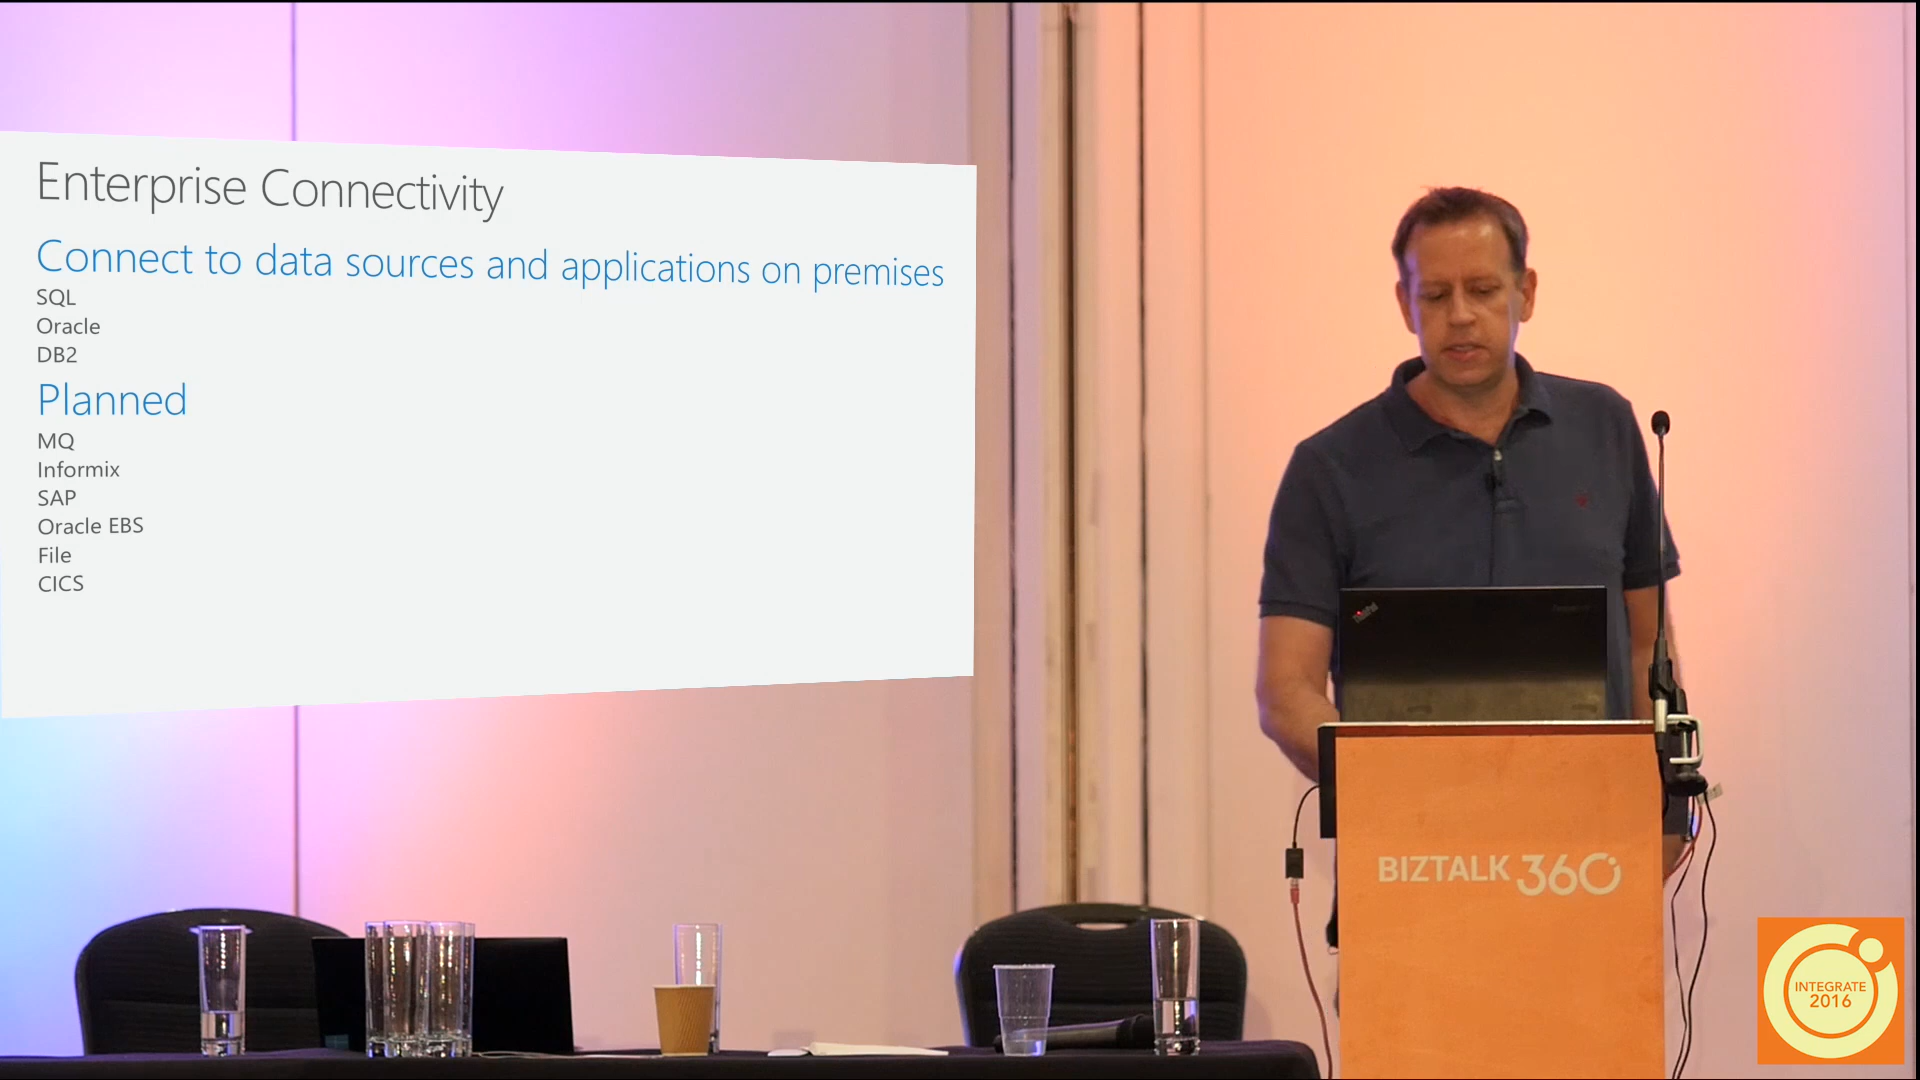 Enterprise Connectivity
Connect to data sources and applications on premises
SQL
Oracle
DB2
Planned
MQ
Informix
SAP
Oracle EBS
File
CICS
ThinkPad
BIZTALK 360
INTEGRATE
2016